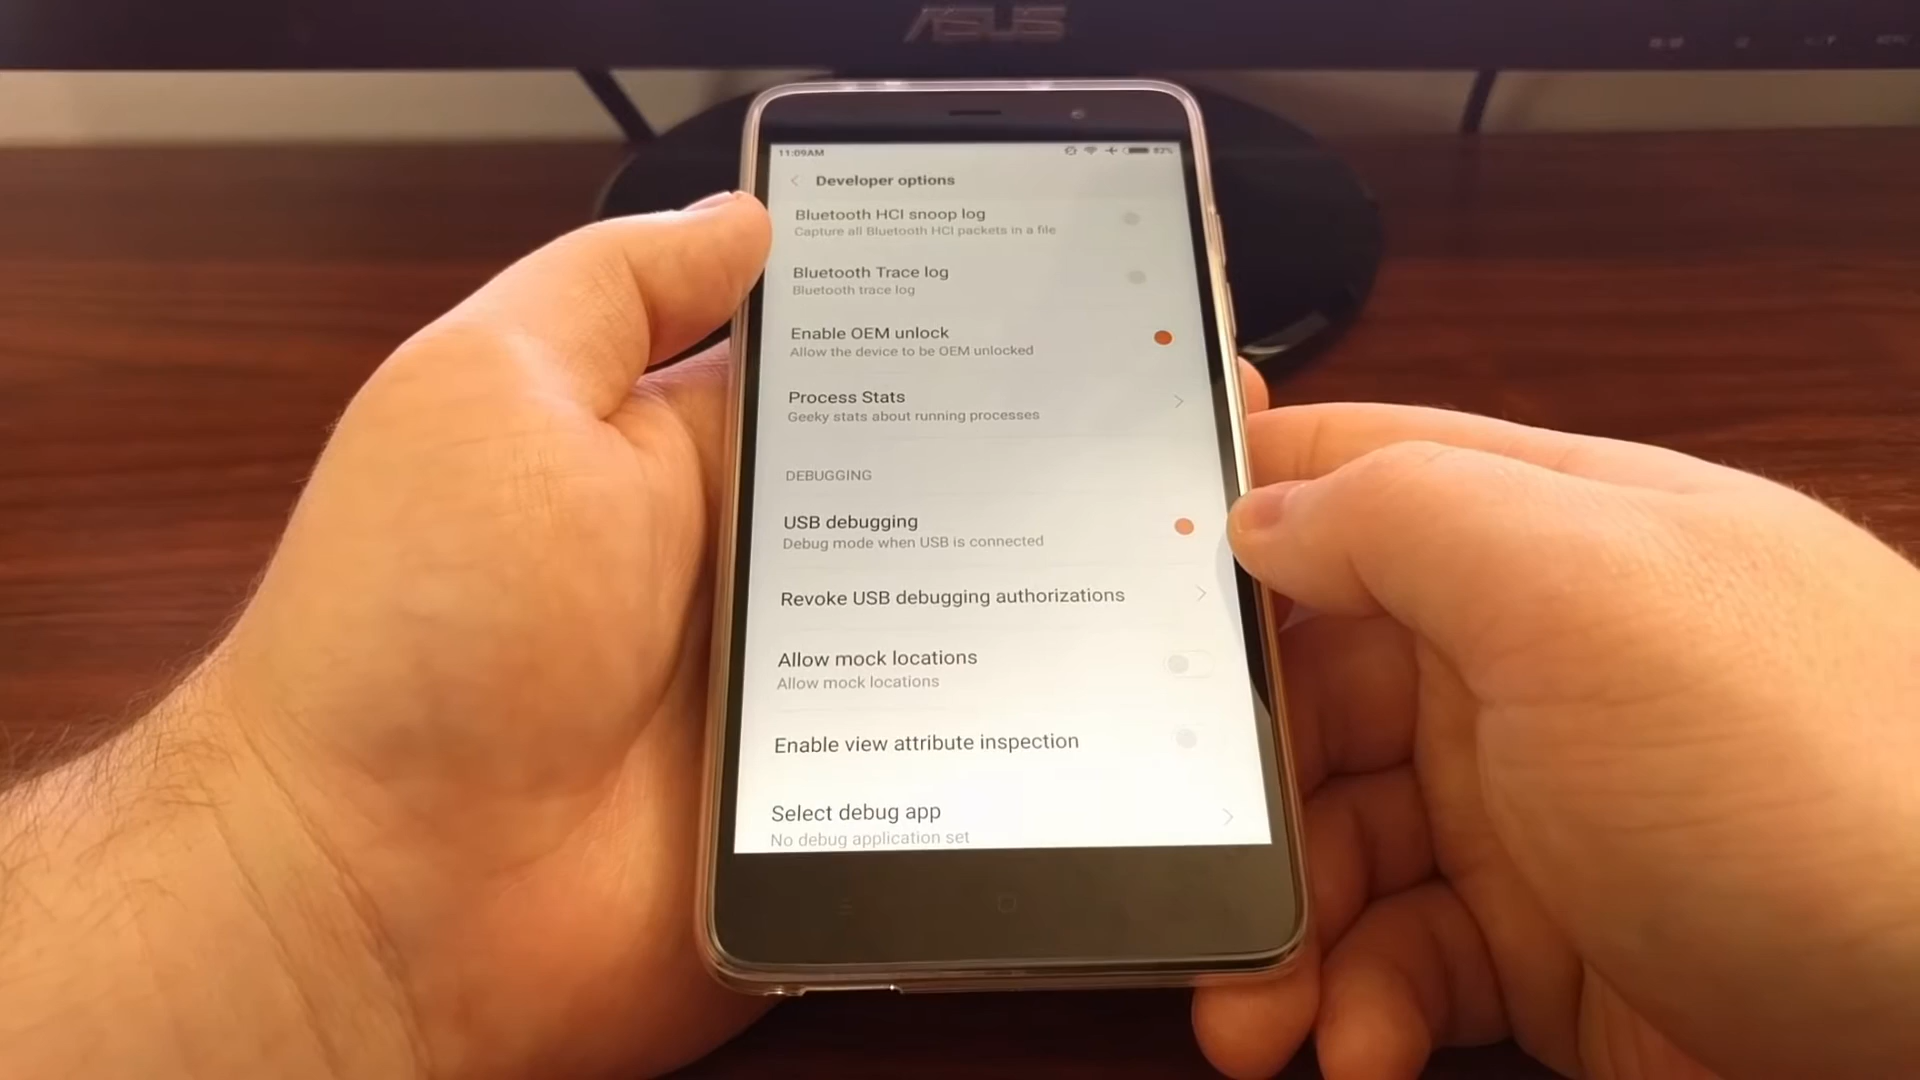 ASUS
11:09AM
82%
Developer options
Bluetooth HCI snoop log
Capture all Bluetooth HCI packets in a file
Bluetooth Trace log
Bluetooth trace log
Enable OEM unlock
Allow the device to be OEM unlocked
Process Stats
Geeky stats about running processes
DEBUGGING
USB debugging
Debug mode when USB is connected
Revoke USB debugging authorizations
Allow mock locations
Allow mock locations
Enable view attribute inspection
Select debug app
No debug application set